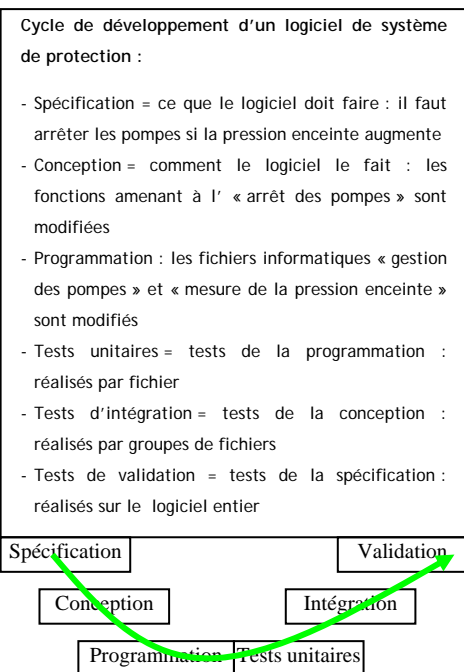 Cycle de développement d'un logiciel de système
de protection :
- Spécification = ce que le logiciel doit faire : il faut
arrêter les pompes si la pression enceinte augmente
- Conception = comment le logiciel le fait : les
fonctions amenant à l' « arrêt des pompes » sont
modifiées
- Programmation : les fichiers informatiques « gestion
des pompes » et « mesure de la pression enceinte »
sont modifiés
- Tests unitaires = tests de la programmation :
réalisés par fichier
- Tests d'intégration = tests de la conception :
réalisés par groupes de fichiers
- Tests de validation = tests de la spécification :
réalisés sur le logiciel entier
Spécification Validation
Conception Intégration
Programmation Tests unitaires